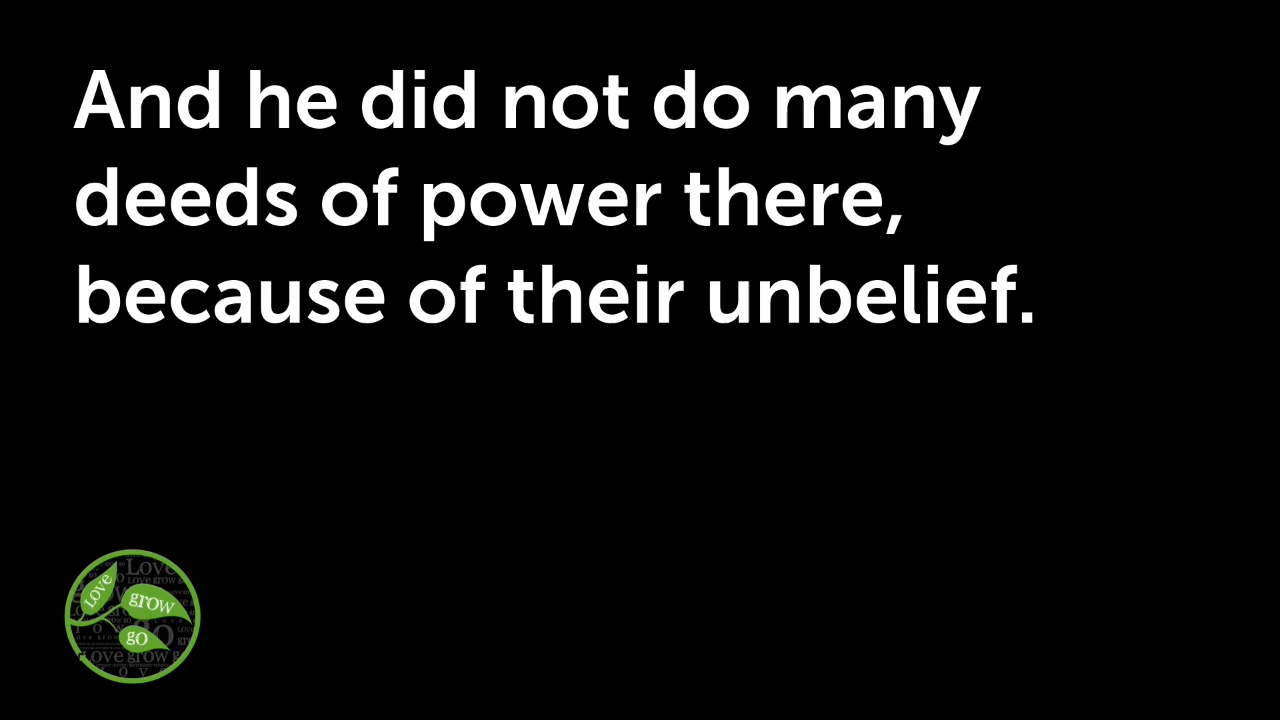 And he did not do many
deeds of power there,
because of their unbelief.
Love
grow
go